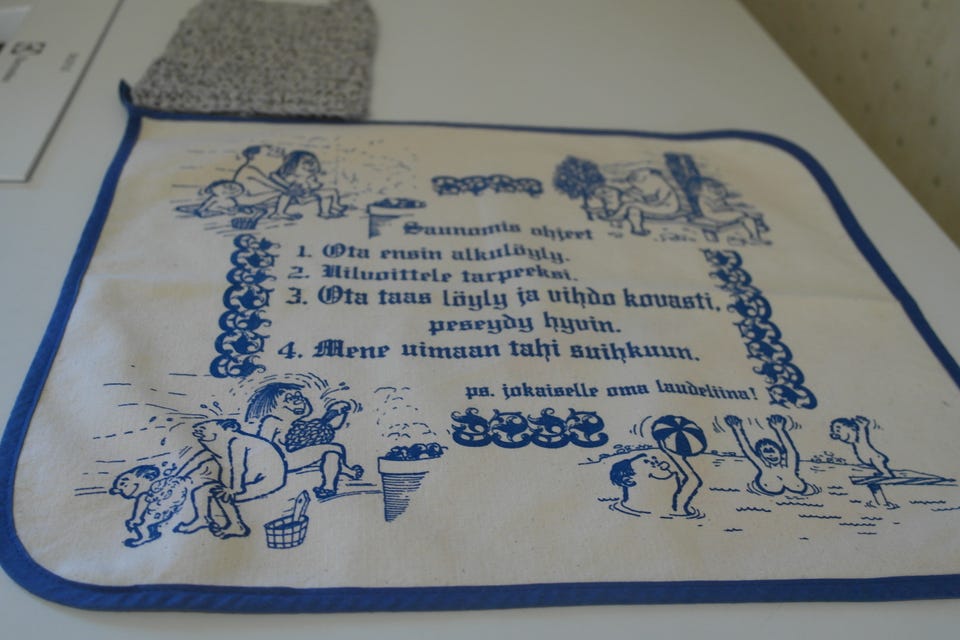 Saunomis ohjeet
1. Ota ensin alkulöyly.
2. Vilvoittele tarpeeksi.
3. Ota taas löyly ja vihdo kovasti,
peseydy hyvin.
4. Mene uimaan tahi suihkuun.
ps. jokaiselle oma laudeliina!